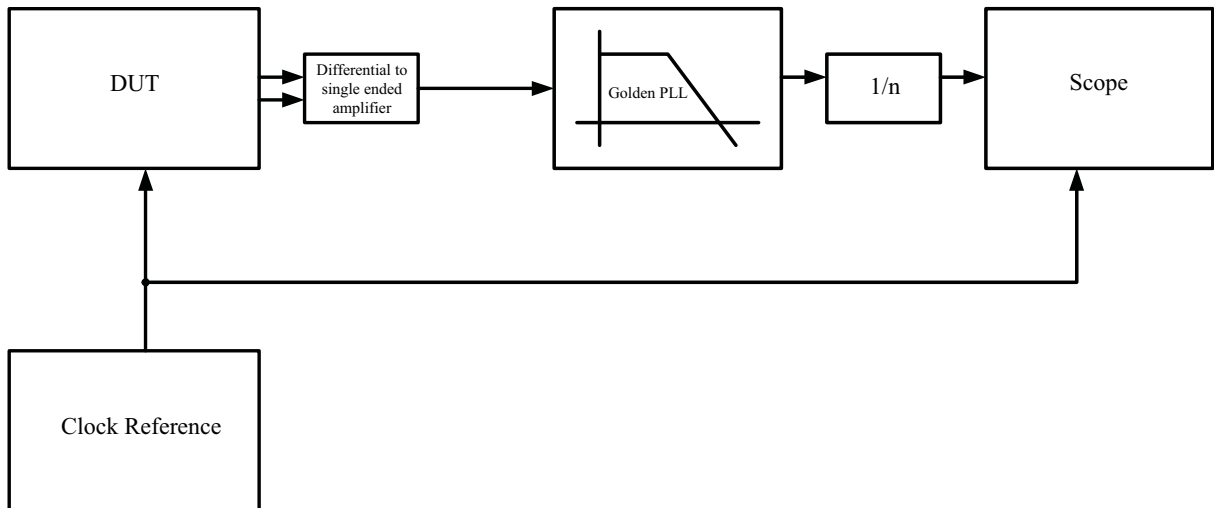 DUT
Differential to
single ended
amplifier
Golden PLL
1/n
Scope
Clock Reference